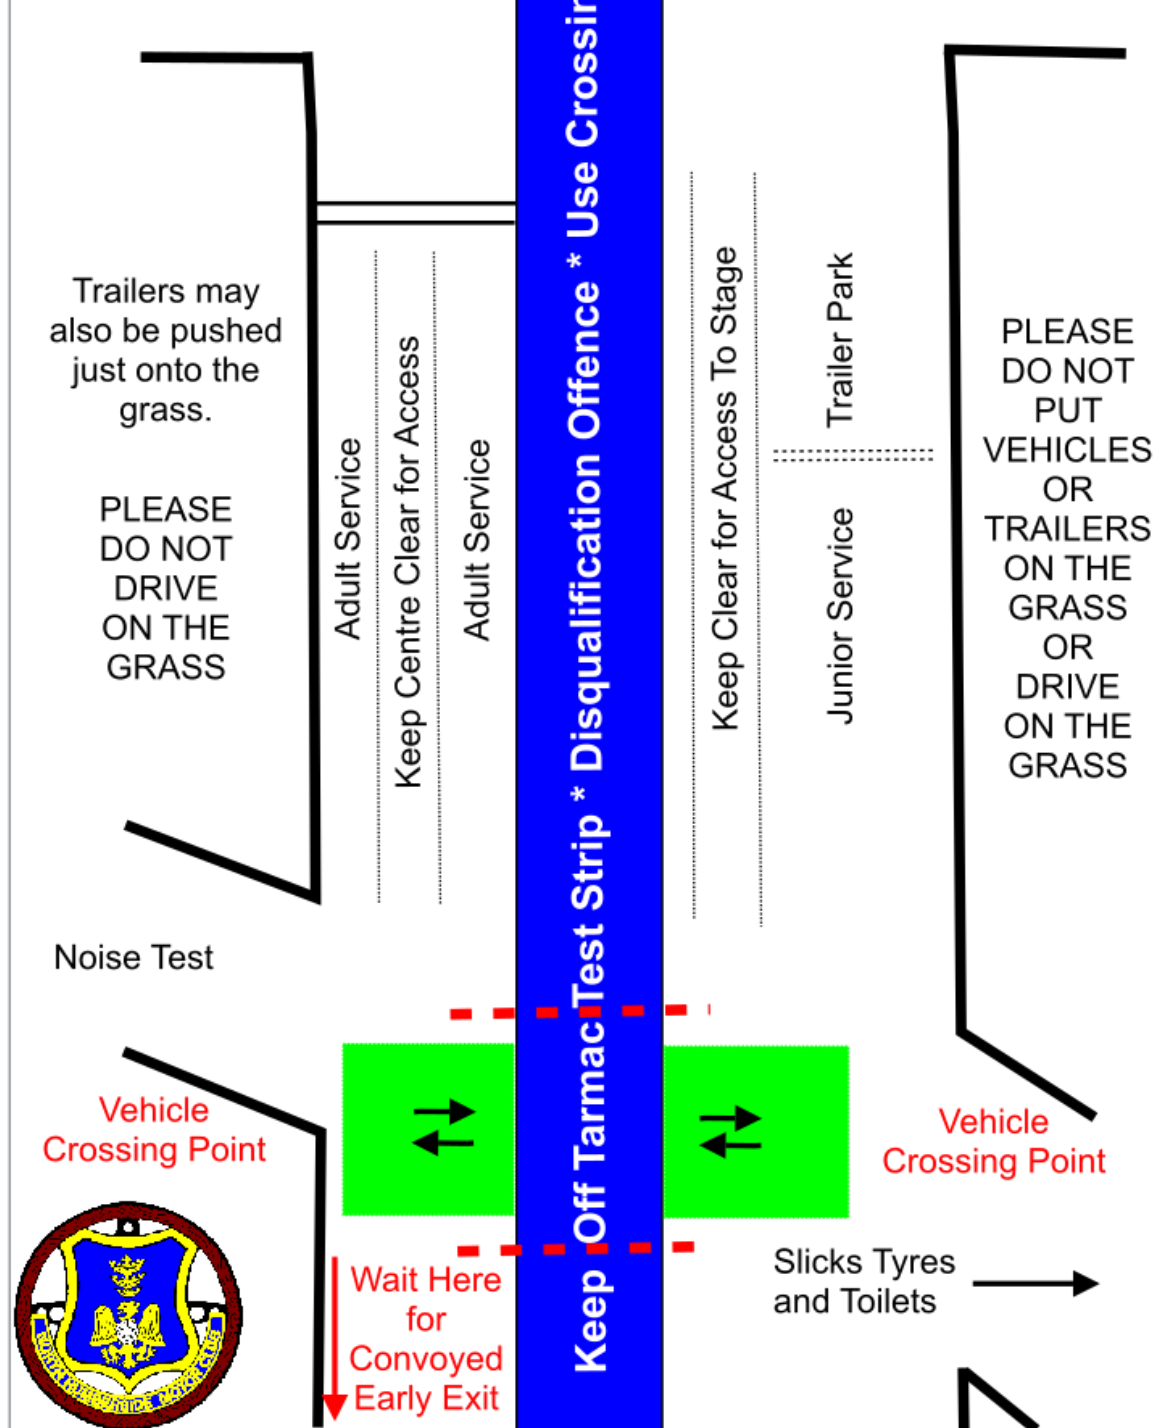 Keep Off Tarmac Test Strip * Disqualification Offence * Use Crossin
Trailers may
also be pushed
just onto the
grass.
PLEASE
DO NOT
DRIVE
ON THE
GRASS
Adult Service
Keep Centre Clear for Access
Adult Service
Keep Clear for Access To Stage
Trailer Park
Junior Service
PLEASE
DO NOT
PUT
VEHICLES
OR
TRAILERS
ON THE
GRASS
OR
DRIVE
ON THE
GRASS
Noise Test
Vehicle
Crossing Point
Vehicle
Crossing Point
Wait Here
for
Convoyed
Early Exit
Slicks Tyres
and Toilets